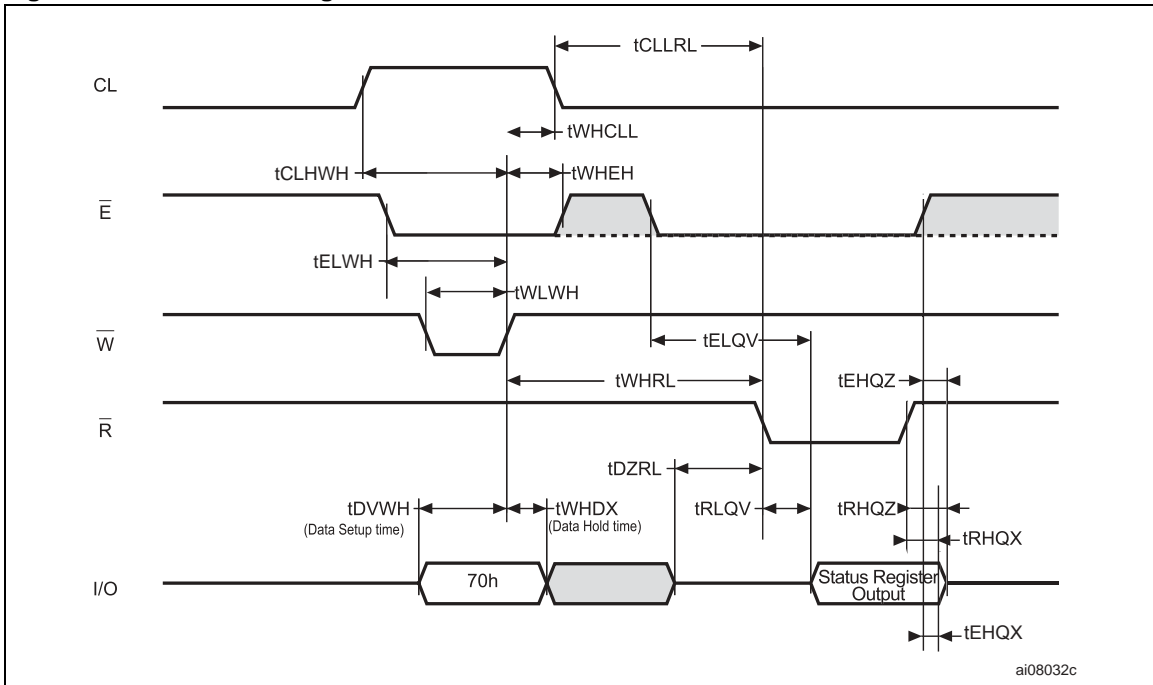 tCLLRL
CL
tWHCLL
tCLHWH
tWHEH
E
tELWH
tWLWH
W
tELQV
tWHRL
tEHQZ
R
tDZRL
tDVWH
(Data Setup time)
tWHDX
(Data Hold time)
tRLQV
tRHQZ
tRHQX
I/O
70h
Status Register
Output
tEHQX
ai08032c